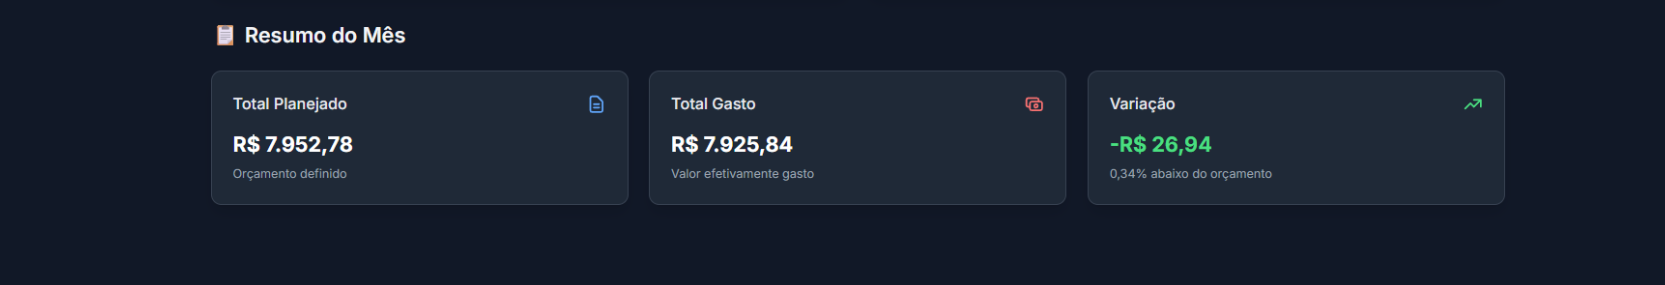 Resumo do Mês
Total Planejado
R$ 7.952,78
Orçamento definido
Total Gasto
R$ 7.925,84
Valor efetivamente gasto
Variação
-R$ 26,94
0,34% abaixo do orçamento